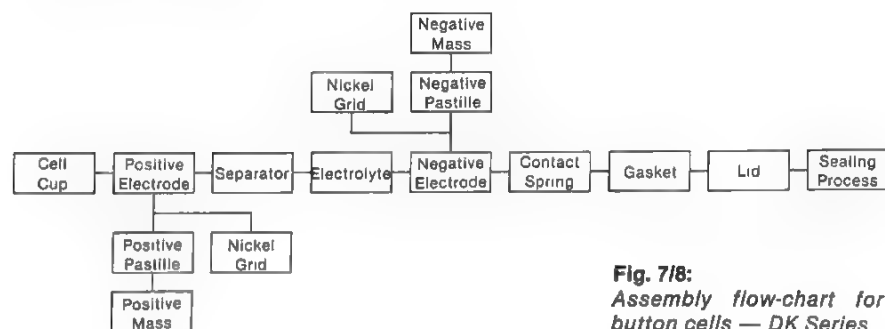 Negative
Mass
Nickel
Grid
Negative
Pastille
Cell
Cup
Positive
Electrode
Separator
Electrolyte
Negative
Electrode
Contact
Spring
Gasket
Lid
Sealing
Process
Positive
Pastille
Nickel
Grid
Positive
Mass
Fig. 7/8:
Assembly flow-chart for
button cells — DK Series